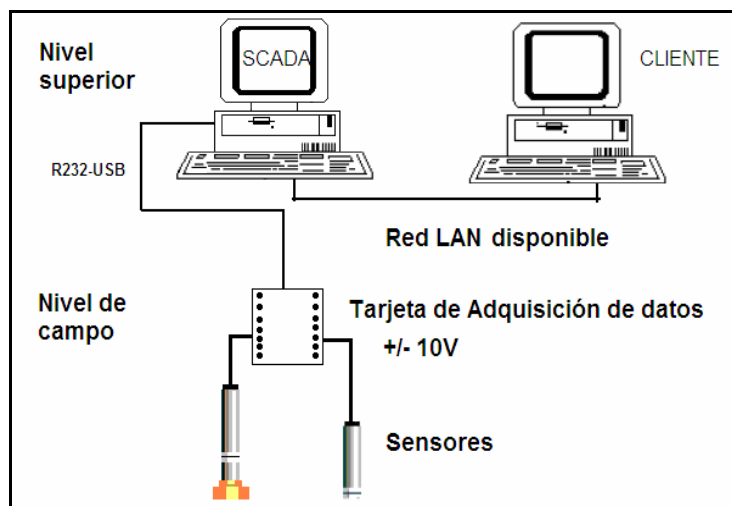 Nivel
superior
SCADA
CLIENTE
R232-USB
Red LAN disponible
Nivel de
campo
Tarjeta de Adquisición de datos
+/- 10V
Sensores